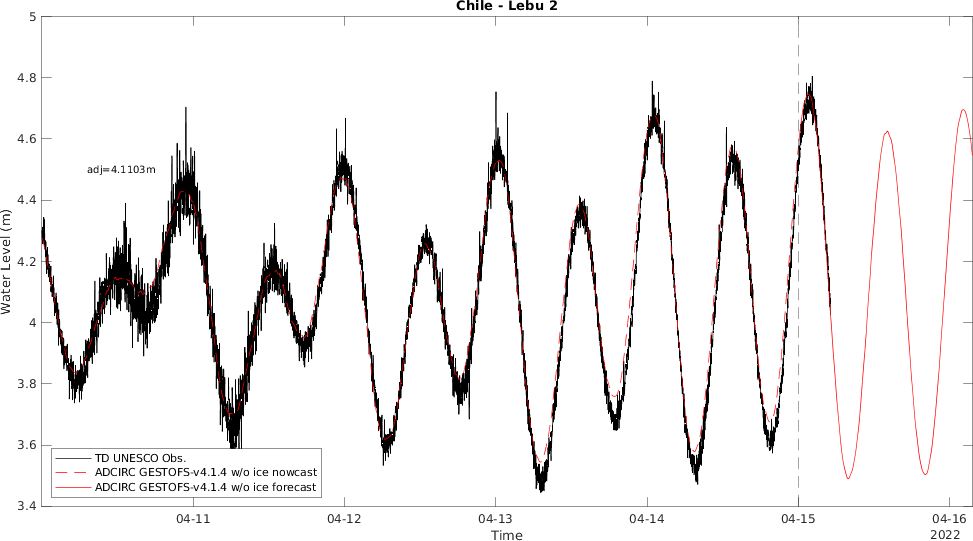 Chile - Lebu 2
5
4.8
4.6
adj=4.1103m
4.4
4.2
4
3.8
3.6
3.4
Water Level (m)
TD UNESCO Obs.
ADCIRC GESTOFS-v4.1.4 w/o ice nowcast
ADCIRC GESTOFS-v4.1.4 w/o ice forecast
04-11 04-12 04-13 04-14 04-15 04-16
Time
2022